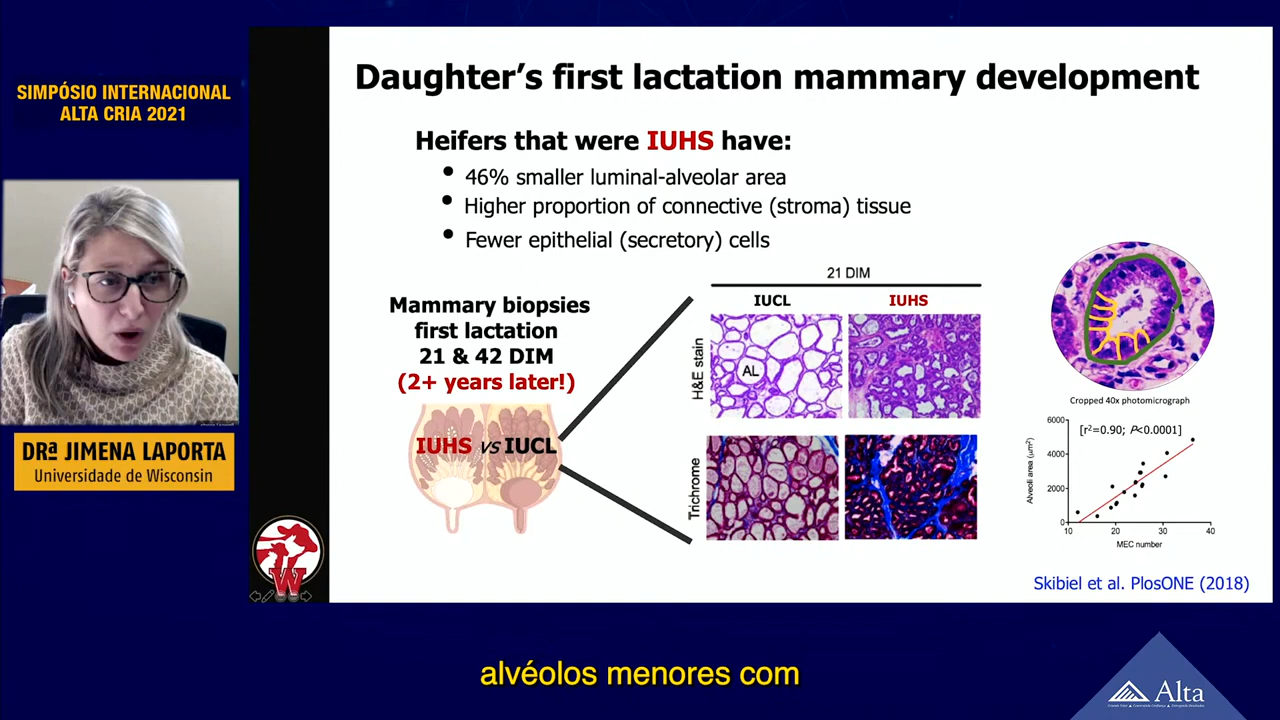 SIMPÓSIO INTERNACIONAL
ALTA CRIA 2021
DRª JIMENA LAPORTA
Universidade de Wisconsin
Daughter's first lactation mammary development
Heifers that were IUHS have:
• 46% smaller luminal-alveolar area
• Higher proportion of connective (stroma) tissue
• Fewer epithelial (secretory) cells
Mammary biopsies
first lactation
21 & 42 DIM
(2+ years later!)
IUHS vs IUCL
21 DIM
IUCL
IUHS
H&E stain
AL
Trichrome
Cropped 40x photomicrograph
[r²=0.90; P<0.0001]
Alveoli area (µm²)
6000
4000
2000
0
10
20
30
40
MEC number
Skibiel et al. PlosONE (2018)
W
alvéolos menores com
Alta